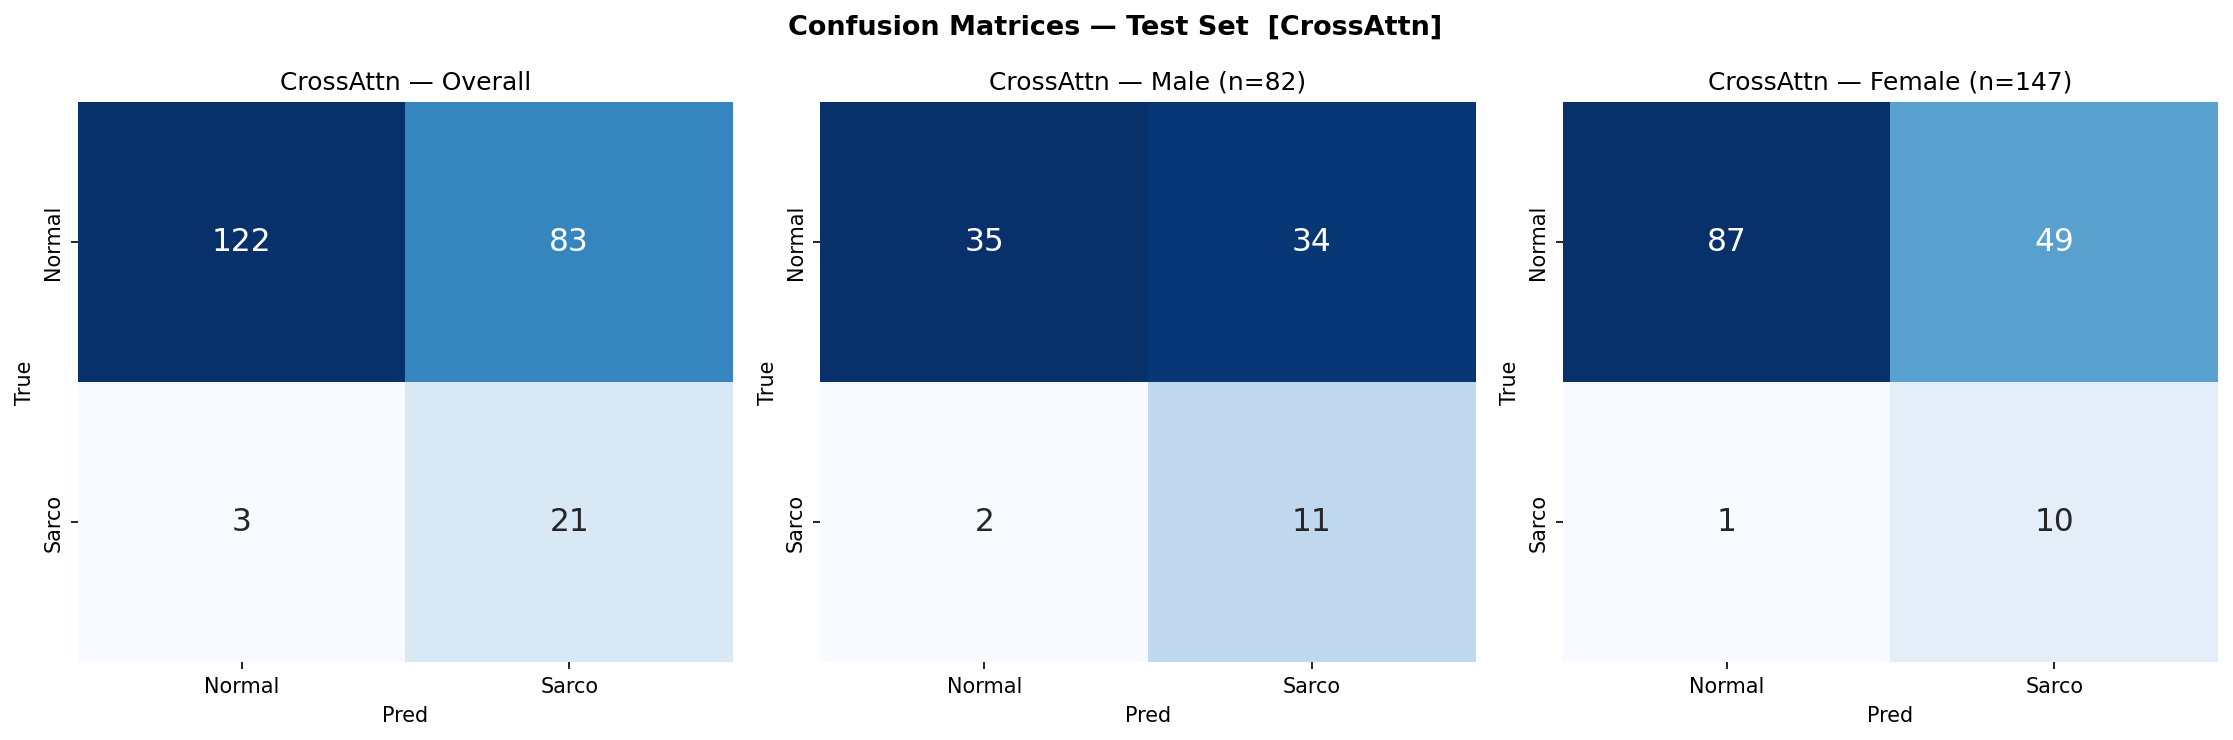 Confusion Matrices — Test Set [CrossAttn]
CrossAttn — Overall
True
Normal
122
83
Sarco
3
21
Normal
Sarco
Pred
CrossAttn — Male (n=82)
True
Normal
35
34
Sarco
2
11
Normal
Sarco
Pred
CrossAttn — Female (n=147)
True
Normal
87
49
Sarco
1
10
Normal
Sarco
Pred